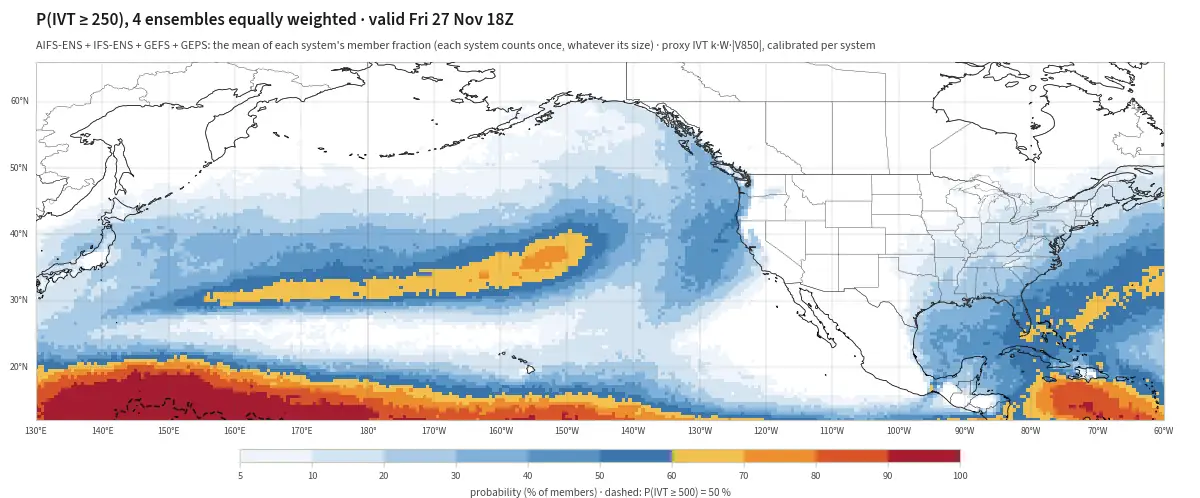 P(IVT ≥ 250), 4 ensembles equally weighted · valid Fri 27 Nov 18Z
AIFS-ENS + IFS-ENS + GEFS + GEPS: the mean of each system's member fraction (each system counts once, whatever its size) · proxy IVT k·W·|V850|, calibrated per system
60°N
50°N
40°N
30°N
20°N
130°E 140°E 150°E 160°E 170°E 180° 170°W 160°W 150°W 140°W 130°W 120°W 110°W 100°W 90°W 80°W 70°W 60°W
5 10 20 30 40 50 60 70 80 90 100
probability (% of members) · dashed: P(IVT ≥ 500) = 50 %